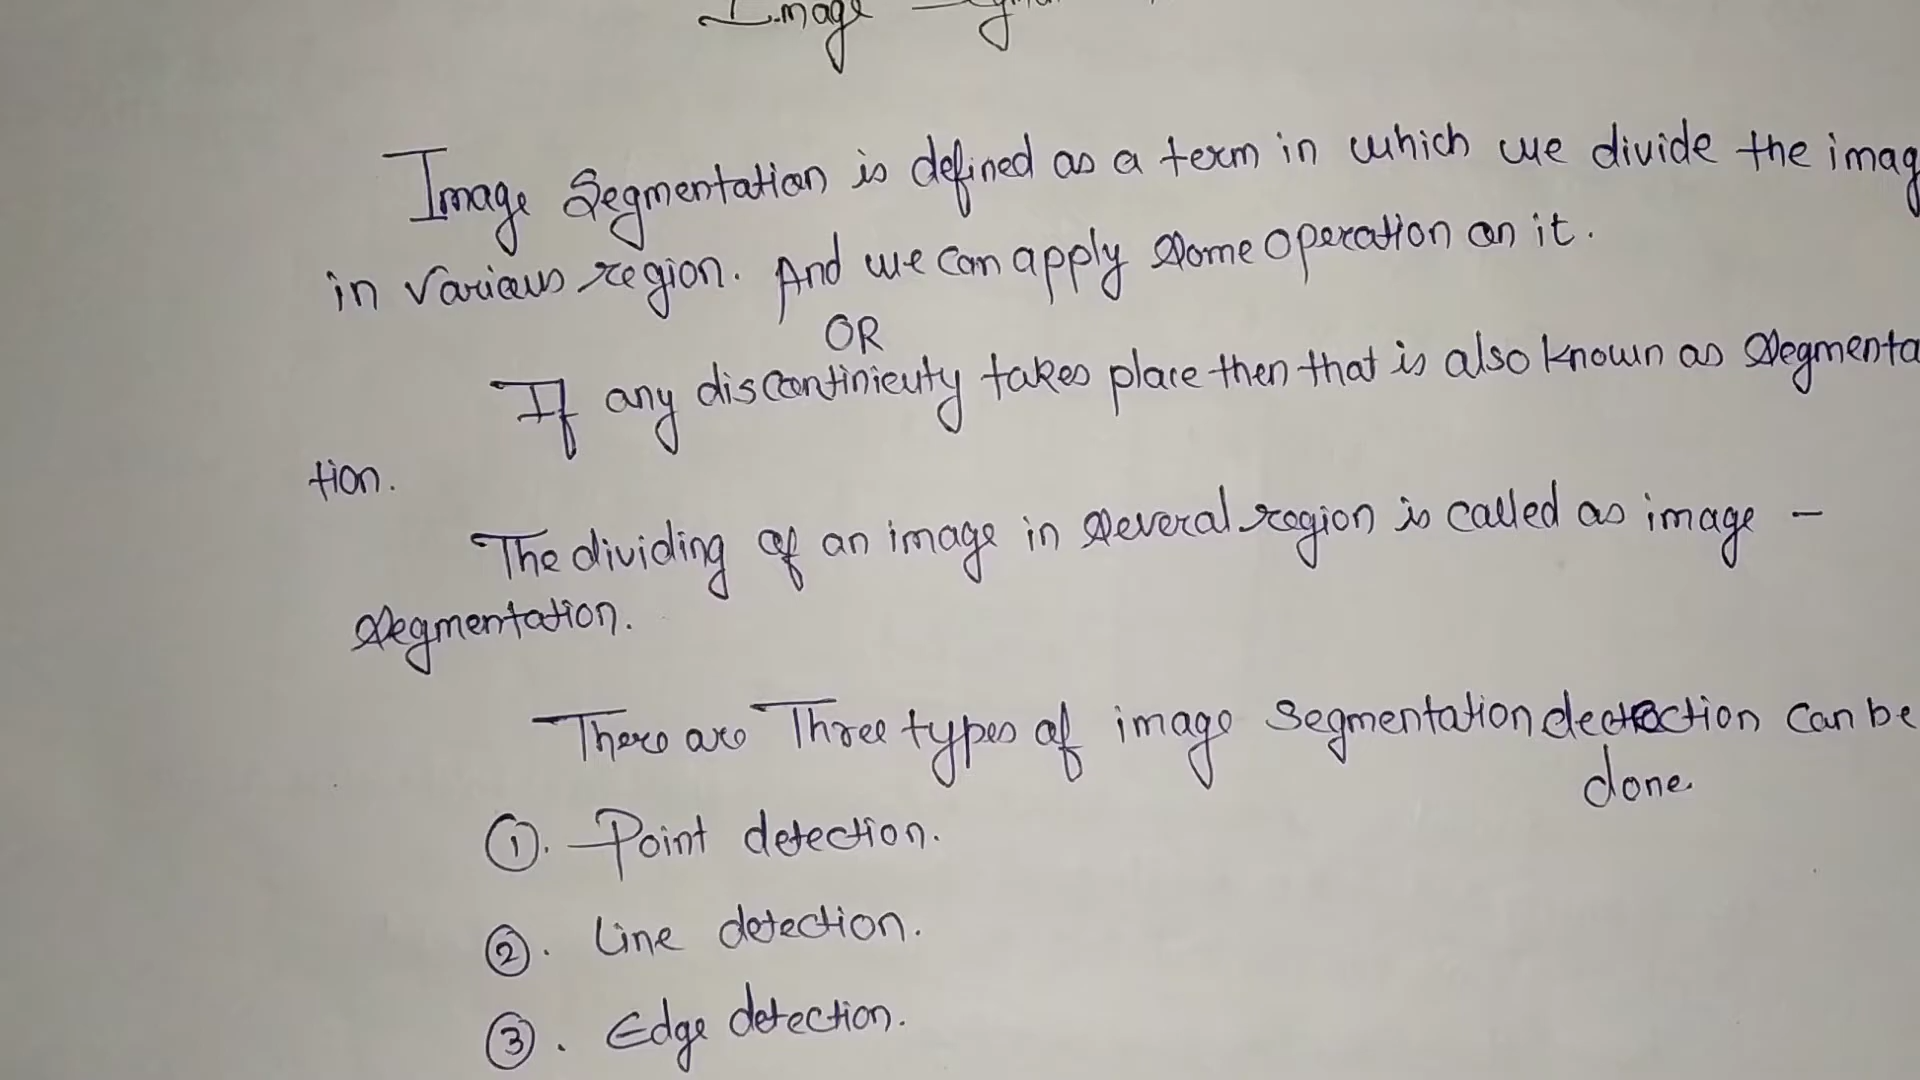 Image
Image Segmentation is defined as a term in which we divide the imag
in various region. And we can apply some operation on it.
OR
If any discontinieuty takes place then that is also known as segmenta
tion.
The dividing of an image in several region is called as image -
segmentation.
There are Three types of image segmentation dectection can be
done.
①. Point detection.
②. Line detection.
③. Edge detection.